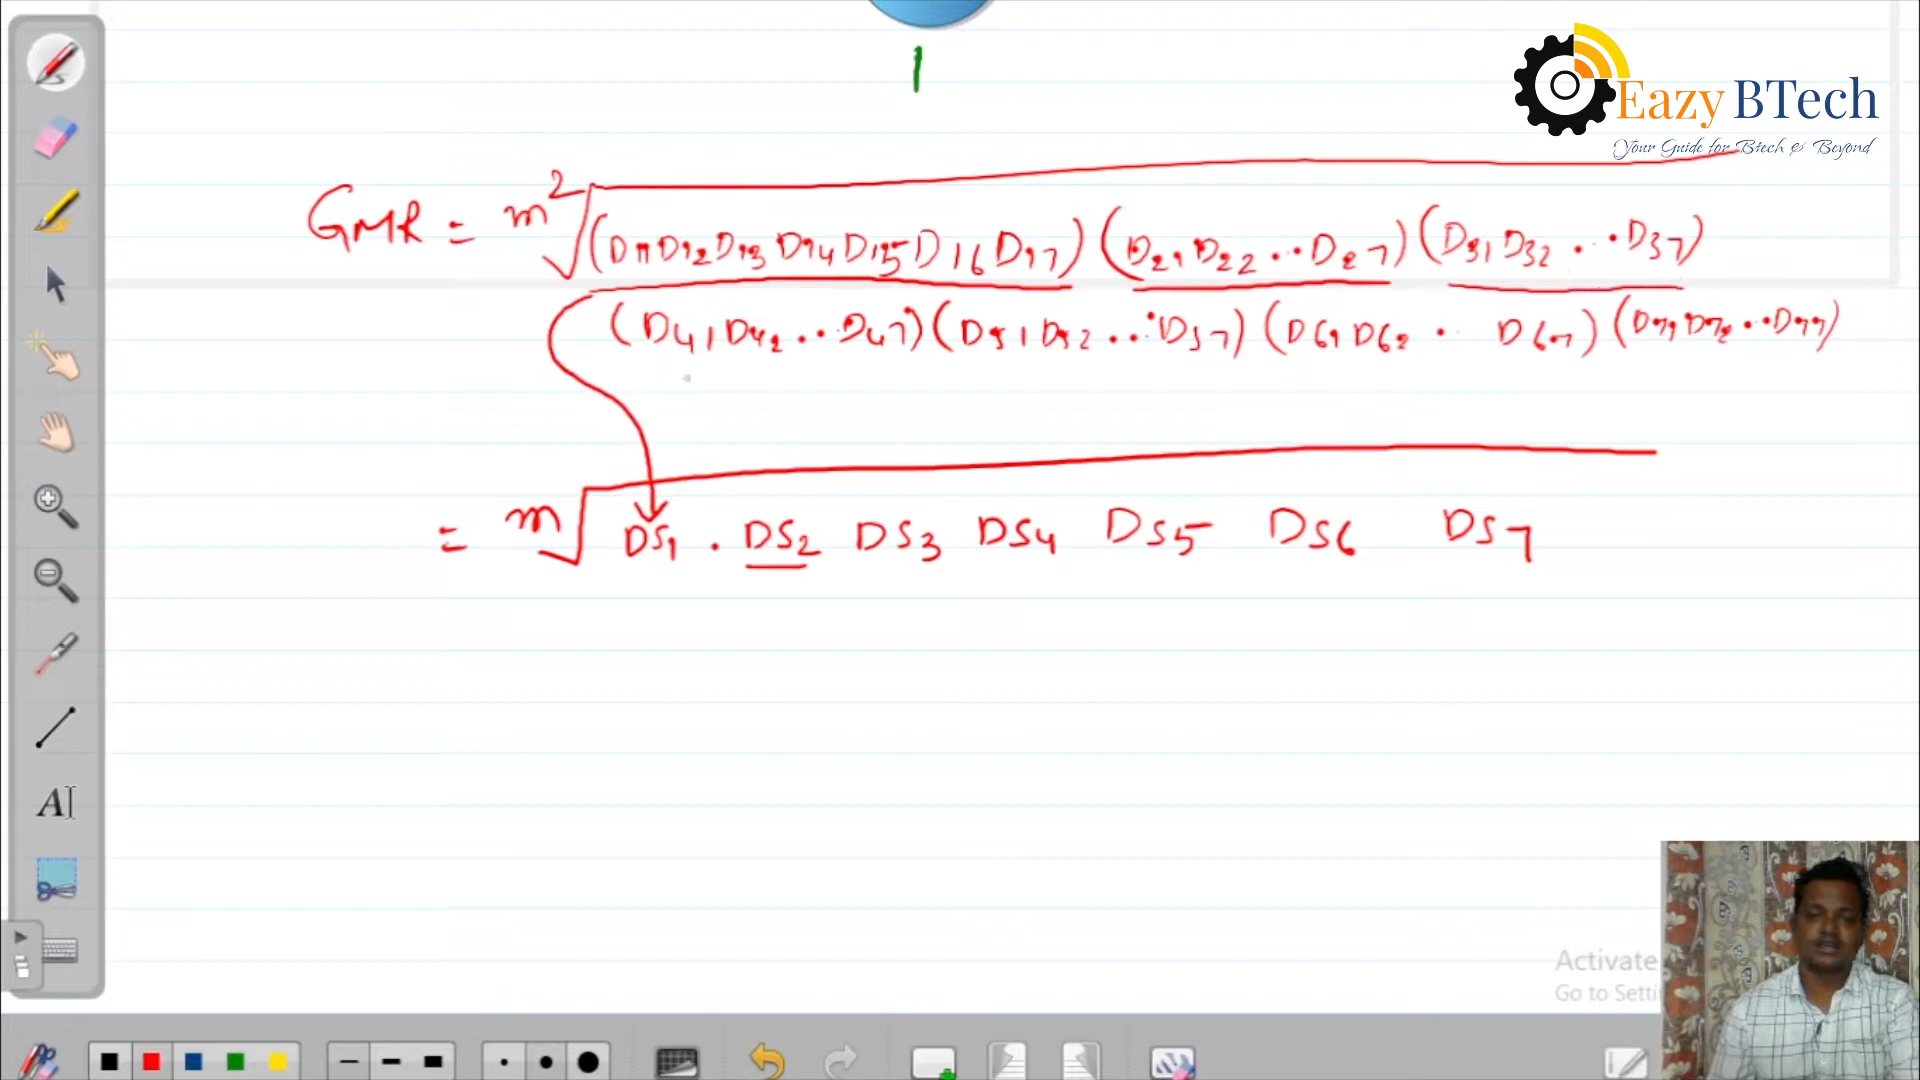 1
Eazy BTech
Your Guide for Btech & Beyond
GMR = m²√(D11 D12 D13 D14 D15 D16 D17) (D21 D22 ... D27) (D31 D32 ... D37)
(D41 D42 ... D47) (D51 D52 ... D57) (D61 D62 .. D67) (D71 D72 ... D77)
= m√DS1 . DS2 DS3 DS4 DS5 DS6 DS7
A
Activate
Go to Setti